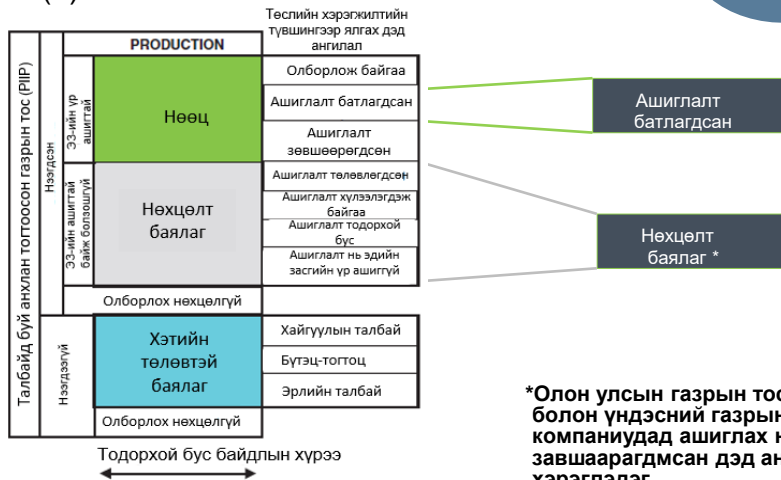 Төслийн хэрэгжилтийн
түвшингээр ялгах дэд
ангилал
PRODUCTION
Талбайд буй анхлан тогтоосон газрын тос (PIIP)
Нээгдсэн
ЭЗ-ийн үр
ашигтай
Нөөц
Олборлож байгаа
Ашиглалт батлагдсан
Ашиглалт
зөвшөөрөгдсөн
ЭЗ-ийн ашигтай
байж болзошгүй
Нөхцөлт
баялаг
Ашиглалт төлөвлөгдсөн
Ашиглалт хүлээлэгдэж
байгаа
Ашиглалт тодорхой
бус
Ашиглалт нь эдийн
засгийн үр ашиггүй
Олборлох нөхцөлгүй
Нээгдээгүй
Хэтийн
төлөвтэй
баялаг
Хайгуулын талбай
Бүтэц-тогтоц
Эрлийн талбай
Олборлох нөхцөлгүй
Тодорхой бус байдлын хүрээ
Ашиглалт
батлагдсан
Нөхцөлт
баялаг *
*Олон улсын газрын тос
болон үндэсний газрын
компаниудад ашиглах н
завшаарагдмсан дэд ан